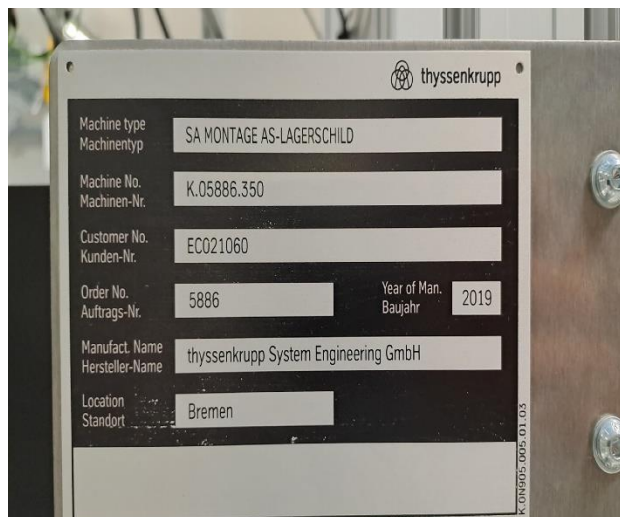 thyssenkrupp
Machine type
Machinentyp
SA MONTAGE AS-LAGERSCHILD
Machine No.
Machinen-Nr.
K.05886.350
Customer No.
Kunden-Nr.
EC021060
Order No.
Auftrags-Nr.
5886
Year of Man.
Baujahr
2019
Manufact. Name
Hersteller-Name
thyssenkrupp System Engineering GmbH
Location
Standort
Bremen
K.0N905.005.01.03